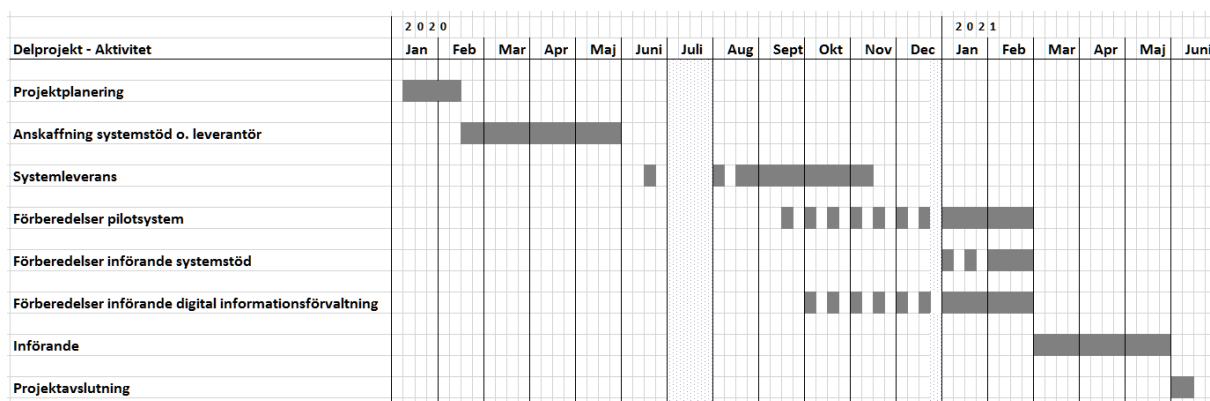 2020 2021
Delprojekt - Aktivitet Jan Feb Mar Apr Maj Juni Juli Aug Sept Okt Nov Dec Jan Feb Mar Apr Maj Juni
Projektplanering
Anskaffning systemstöd o. leverantör
Systemleverans
Förberedelser pilotsystem
Förberedelser införande systemstöd
Förberedelser införande digital informationsförvaltning
Införande
Projektavslutning